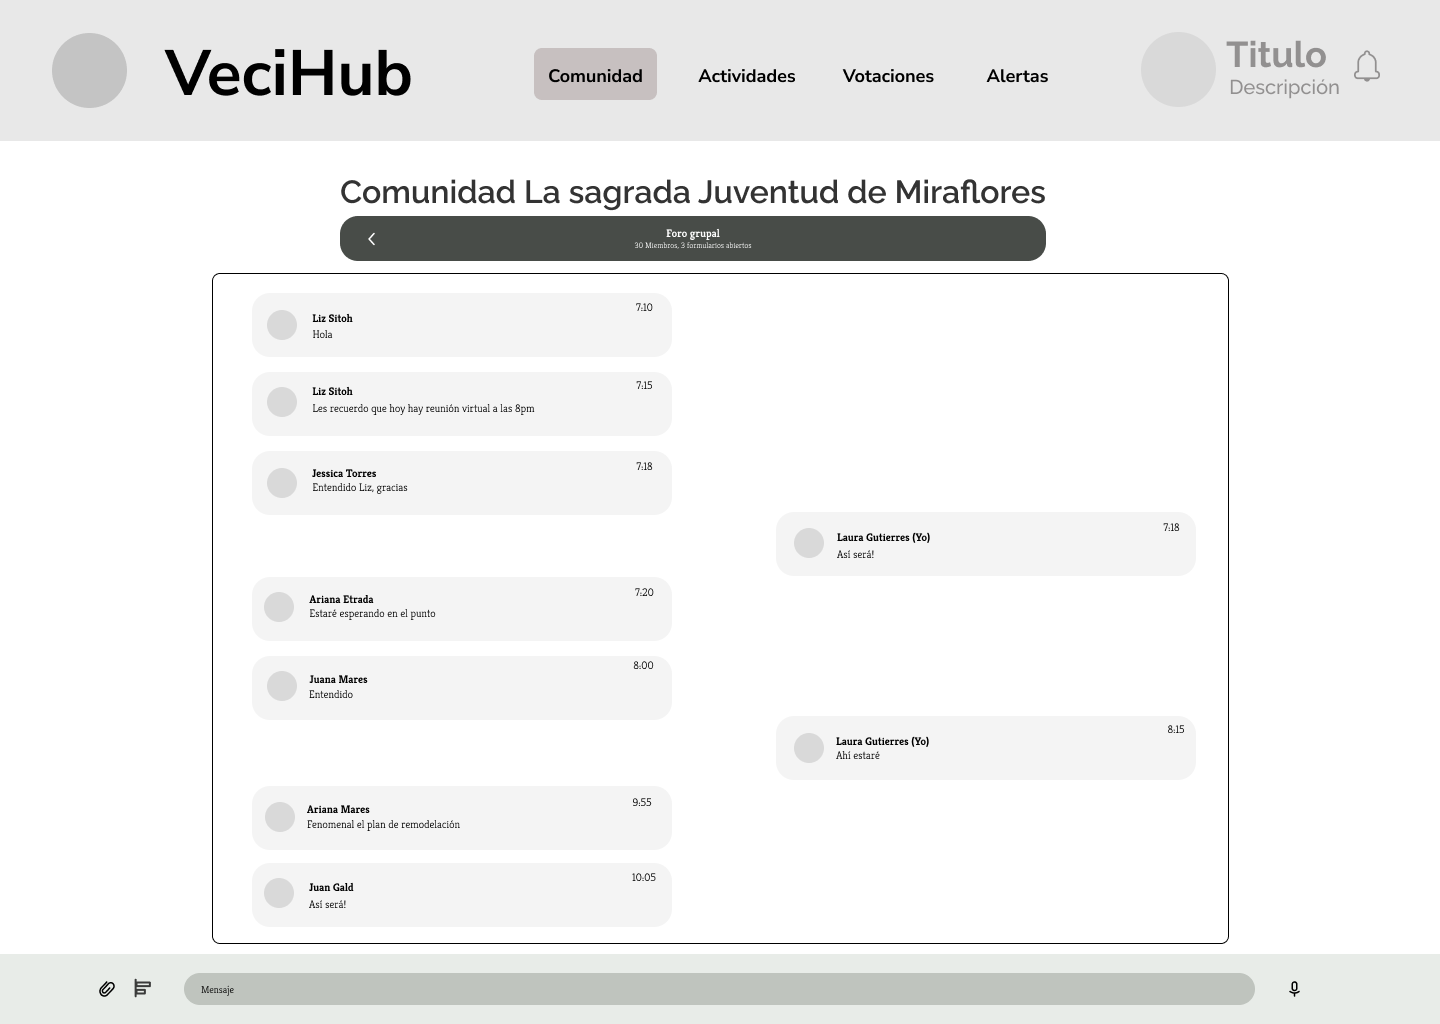 VeciHub
Comunidad
Actividades
Votaciones
Alertas
Titulo
Descripción
Comunidad La sagrada Juventud de Miraflores
Foro grupal
30 Miembros, 3 formularios abiertos
7:10
Liz Sitoh
Hola
7:15
Liz Sitoh
Les recuerdo que hoy hay reunión virtual a las 8pm
7:18
Jessica Torres
Entendido Liz, gracias
7:18
Laura Gutierres (Yo)
Así será!
7:20
Ariana Etrada
Estaré esperando en el punto
8:00
Juana Mares
Entendido
8:15
Laura Gutierres (Yo)
Ahí estaré
9:55
Ariana Mares
Fenomenal el plan de remodelación
10:05
Juan Gald
Así será!
Mensaje